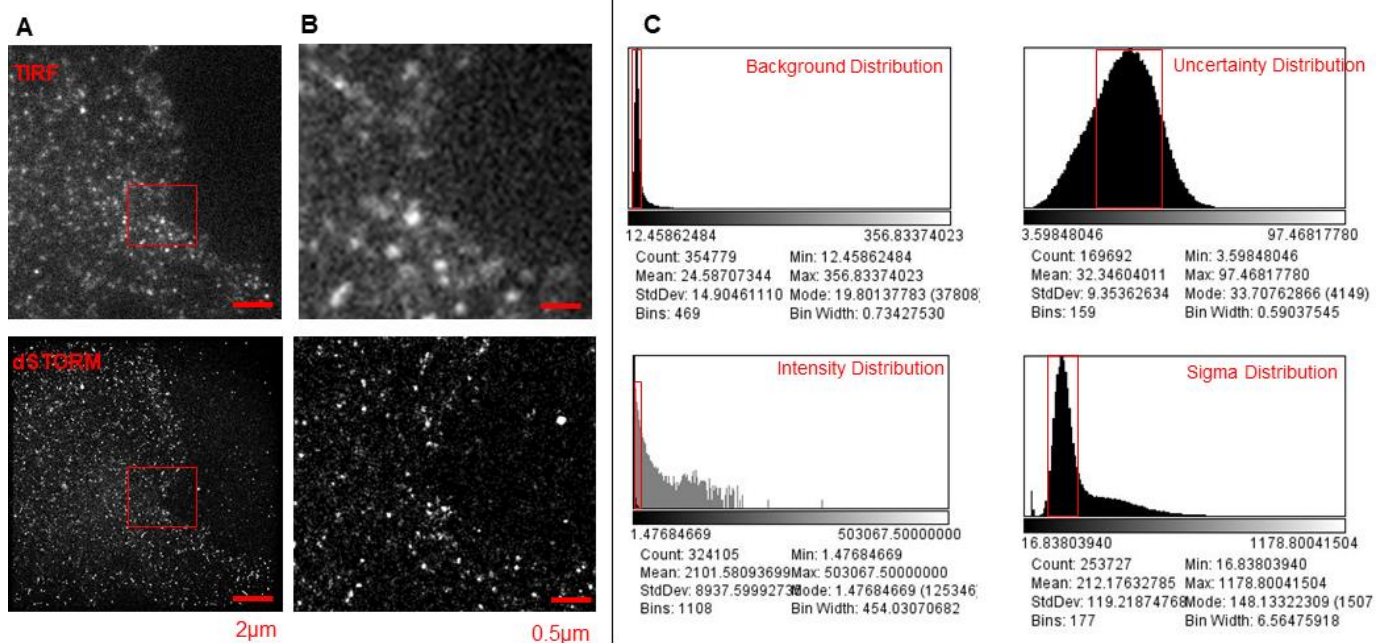 A
B
C
TIRF
dSTORM
2µm
0.5µm
Background Distribution
12.45862484 356.83374023
Count: 354779 Min: 12.45862484
Mean: 24.58707344 Max: 356.83374023
StdDev: 14.90461110 Mode: 19.80137783 (37808)
Bins: 469 Bin Width: 0.73427530
Uncertainty Distribution
3.59848046 97.46817780
Count: 169692 Min: 3.59848046
Mean: 32.34604011 Max: 97.46817780
StdDev: 9.35362634 Mode: 33.70762866 (4149)
Bins: 159 Bin Width: 0.59037545
Intensity Distribution
1.47684669 503067.50000000
Count: 324105 Min: 1.47684669
Mean: 2101.58093699 Max: 503067.50000000
StdDev: 8937.5999273 Mode: 1.47684669 (125346)
Bins: 1108 Bin Width: 454.03070682
Sigma Distribution
16.83803940 1178.80041504
Count: 253727 Min: 16.83803940
Mean: 212.17632785 Max: 1178.80041504
StdDev: 119.21874768 Mode: 148.13322309 (1507
Bins: 177 Bin Width: 6.56475918